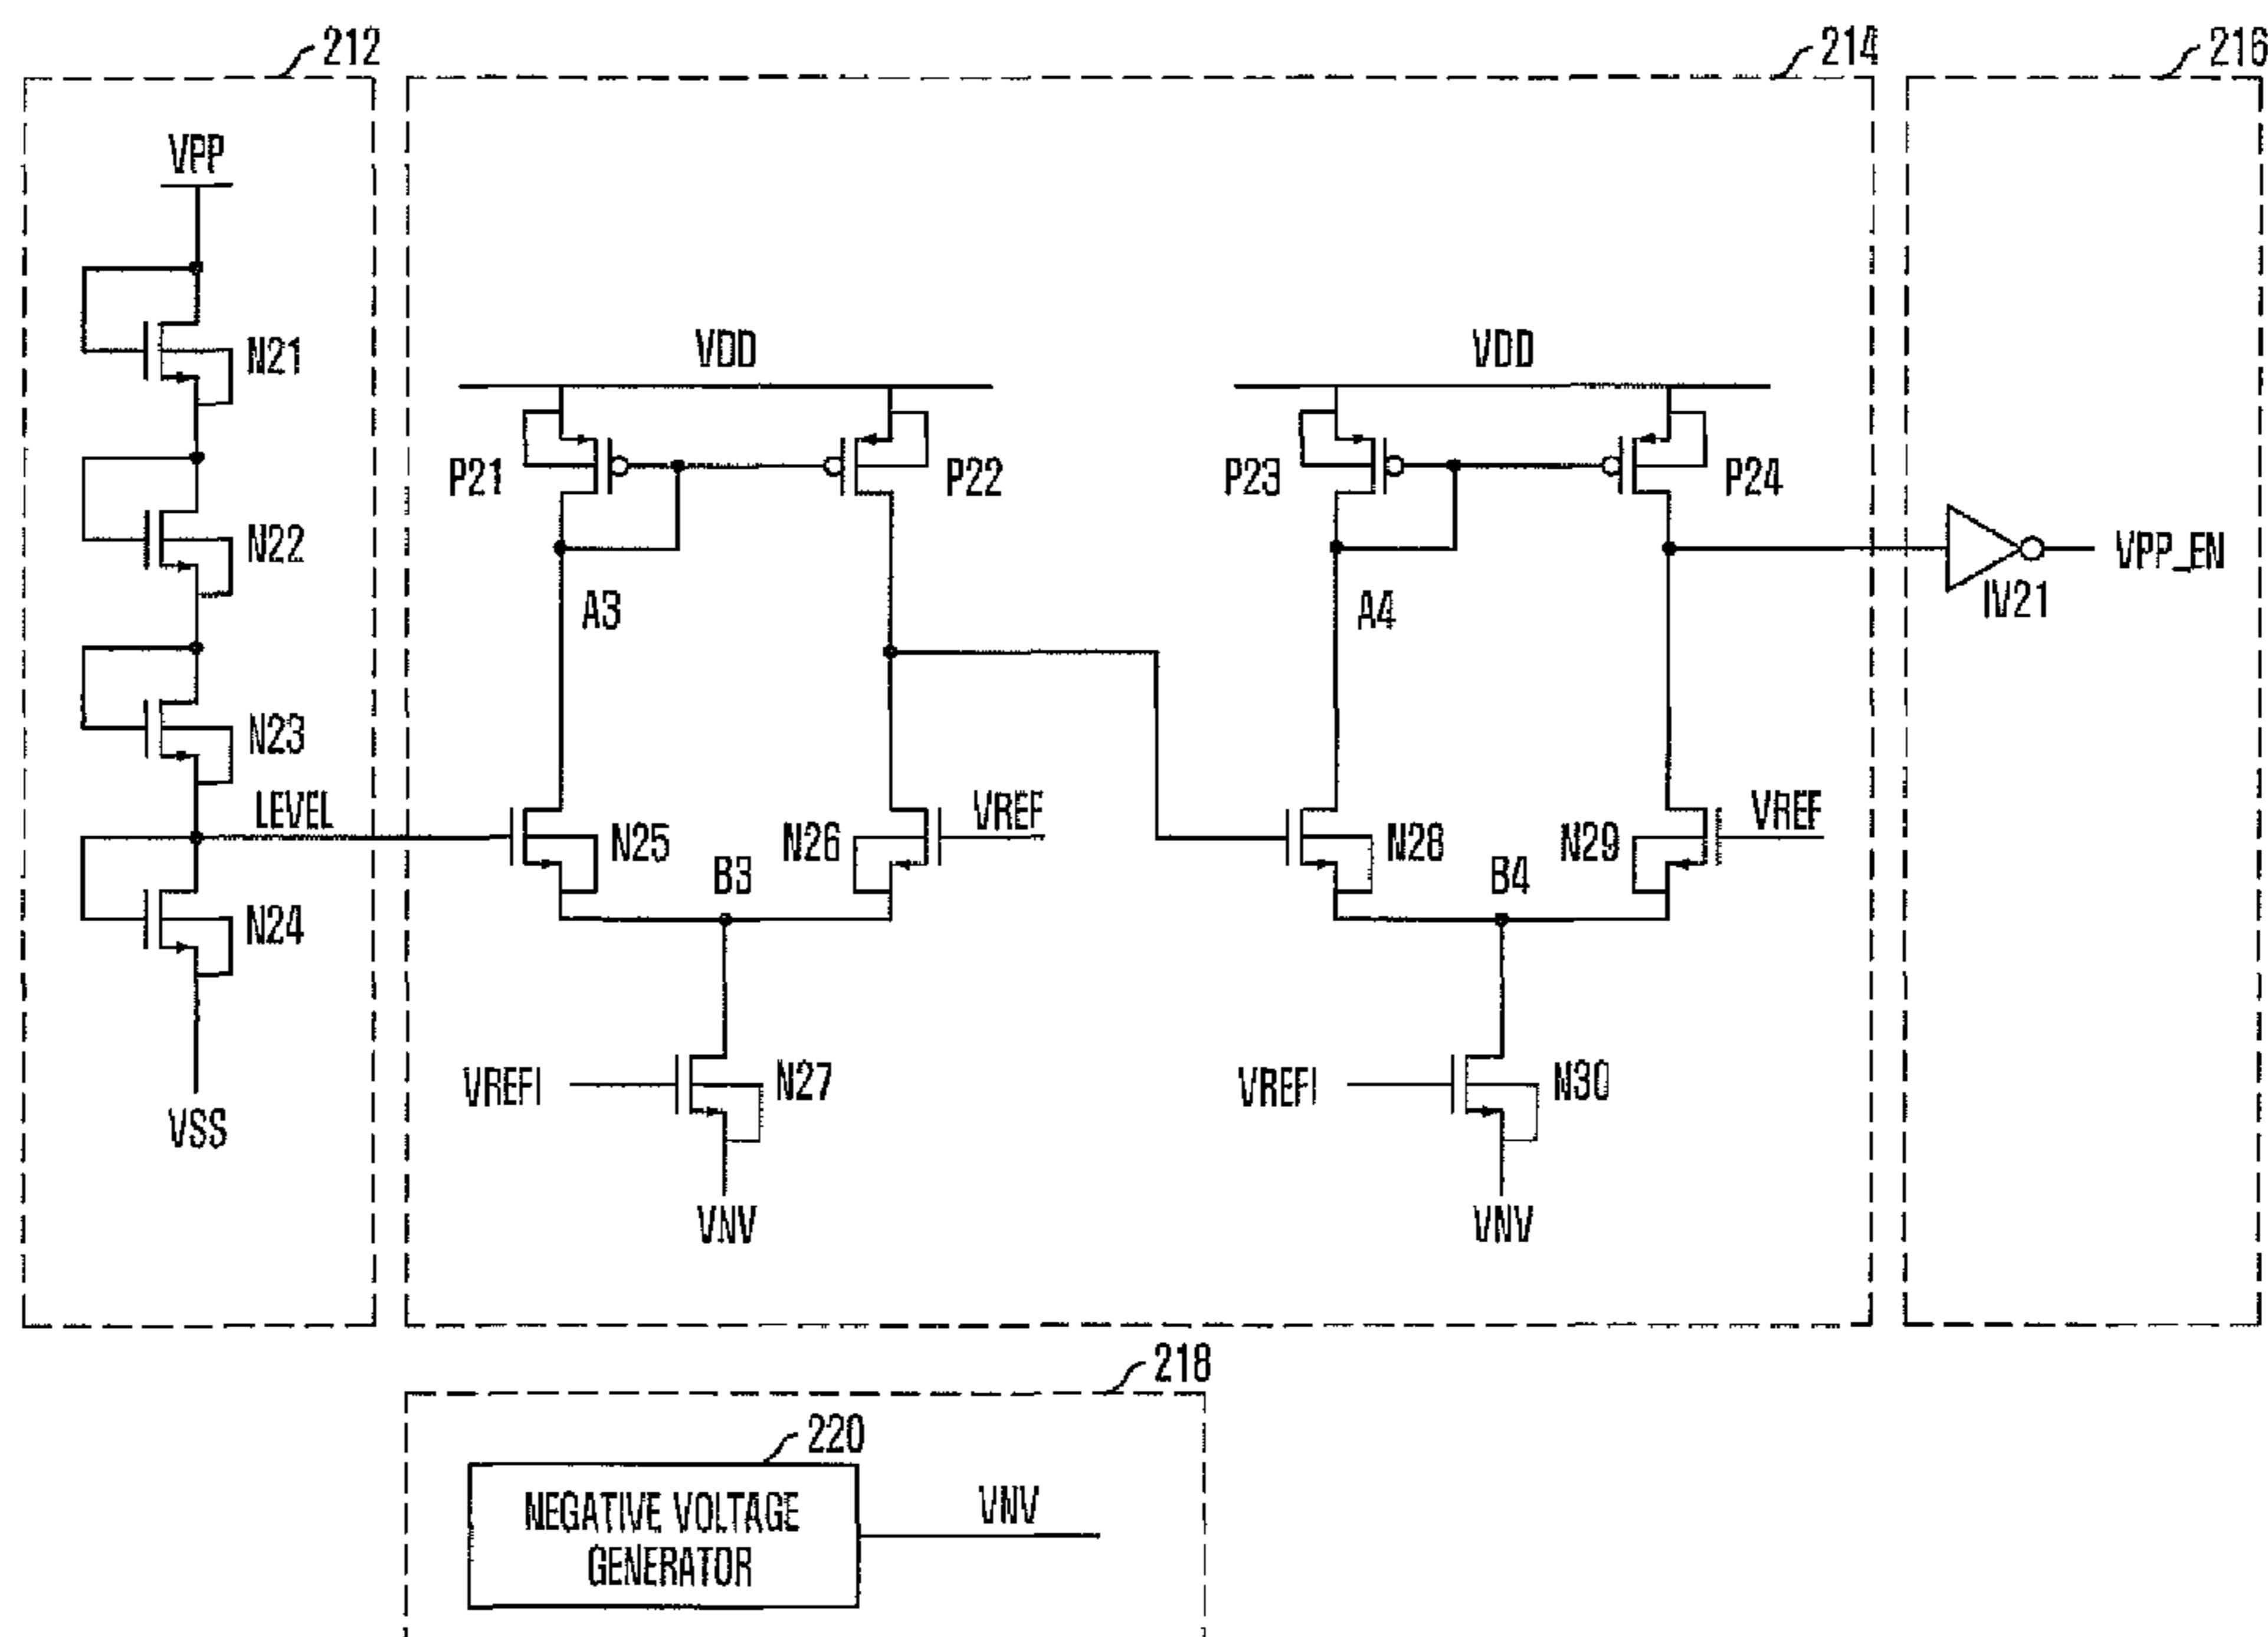 212
214
216
VPP
N21
VDD
VDD
P21
P22
P23
P24
N22
VPP_EN
IV21
A3
A4
N23
LEVEL
N25
N26
VREF
N28
N29
VREF
B3
B4
N24
VREFI
N27
VREFI
N30
VSS
VNV
VNV
218
220
NEGATIVE VOLTAGE
GENERATOR
VNV